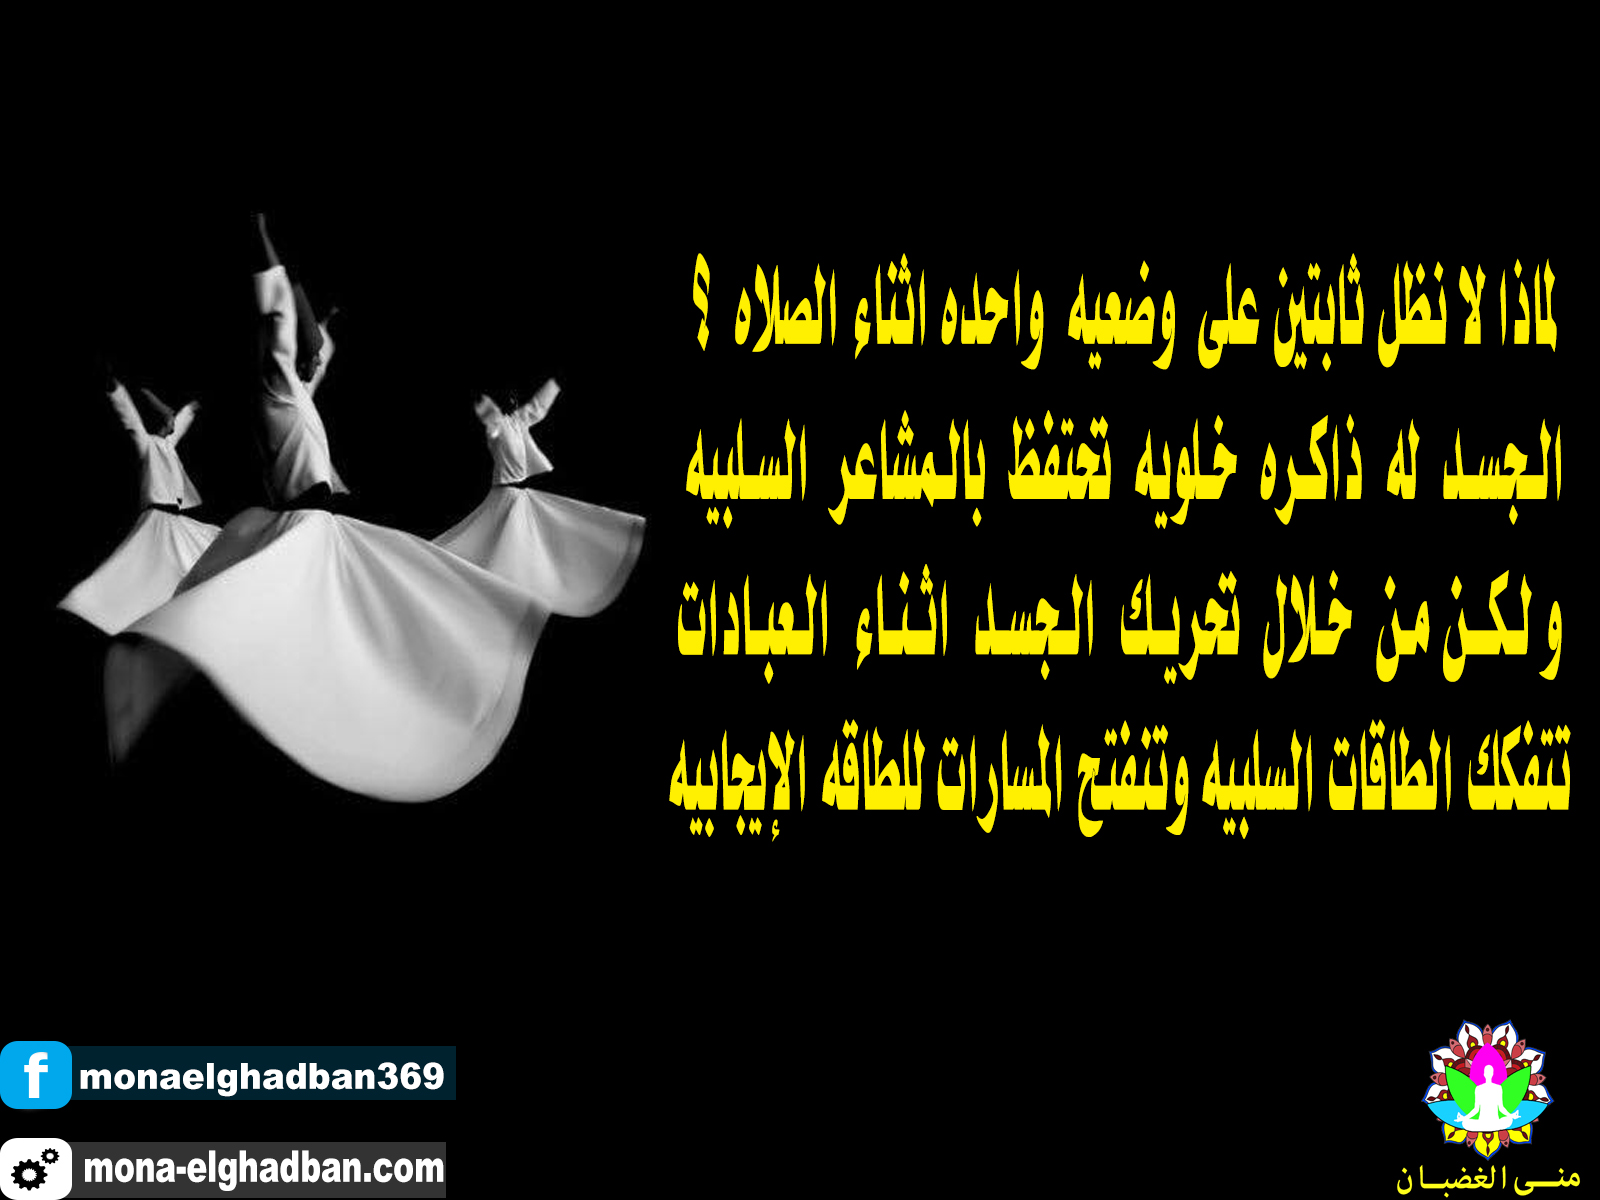 لماذا لا نظل ثابتين على وضعيه واحده اثناء الصلاه ؟
الجسد له ذاكره خلويه تحتفظ بالمشاعر السلبيه
ولكن من خلال تحريك الجسد اثناء العبادات
تتفكك الطاقات السلبيه وتنفتح المسارات للطاقه الإيجابيه
f monaelghadban369
mona-elghadban.com
منى الغضبان